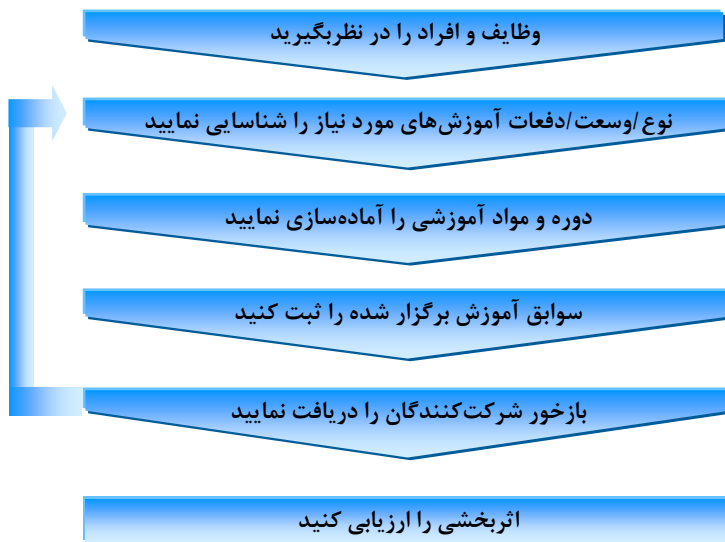 وظایف و افراد را در نظربگیرید
نوع/وسعت/دفعات آموزش‌های مورد نیاز را شناسایی نمایید
دوره و مواد آموزشی را آماده‌سازی نمایید
سوابق آموزش برگزار شده را ثبت کنید
بازخور شرکت‌کنندگان را دریافت نمایید
اثربخشی را ارزیابی کنید